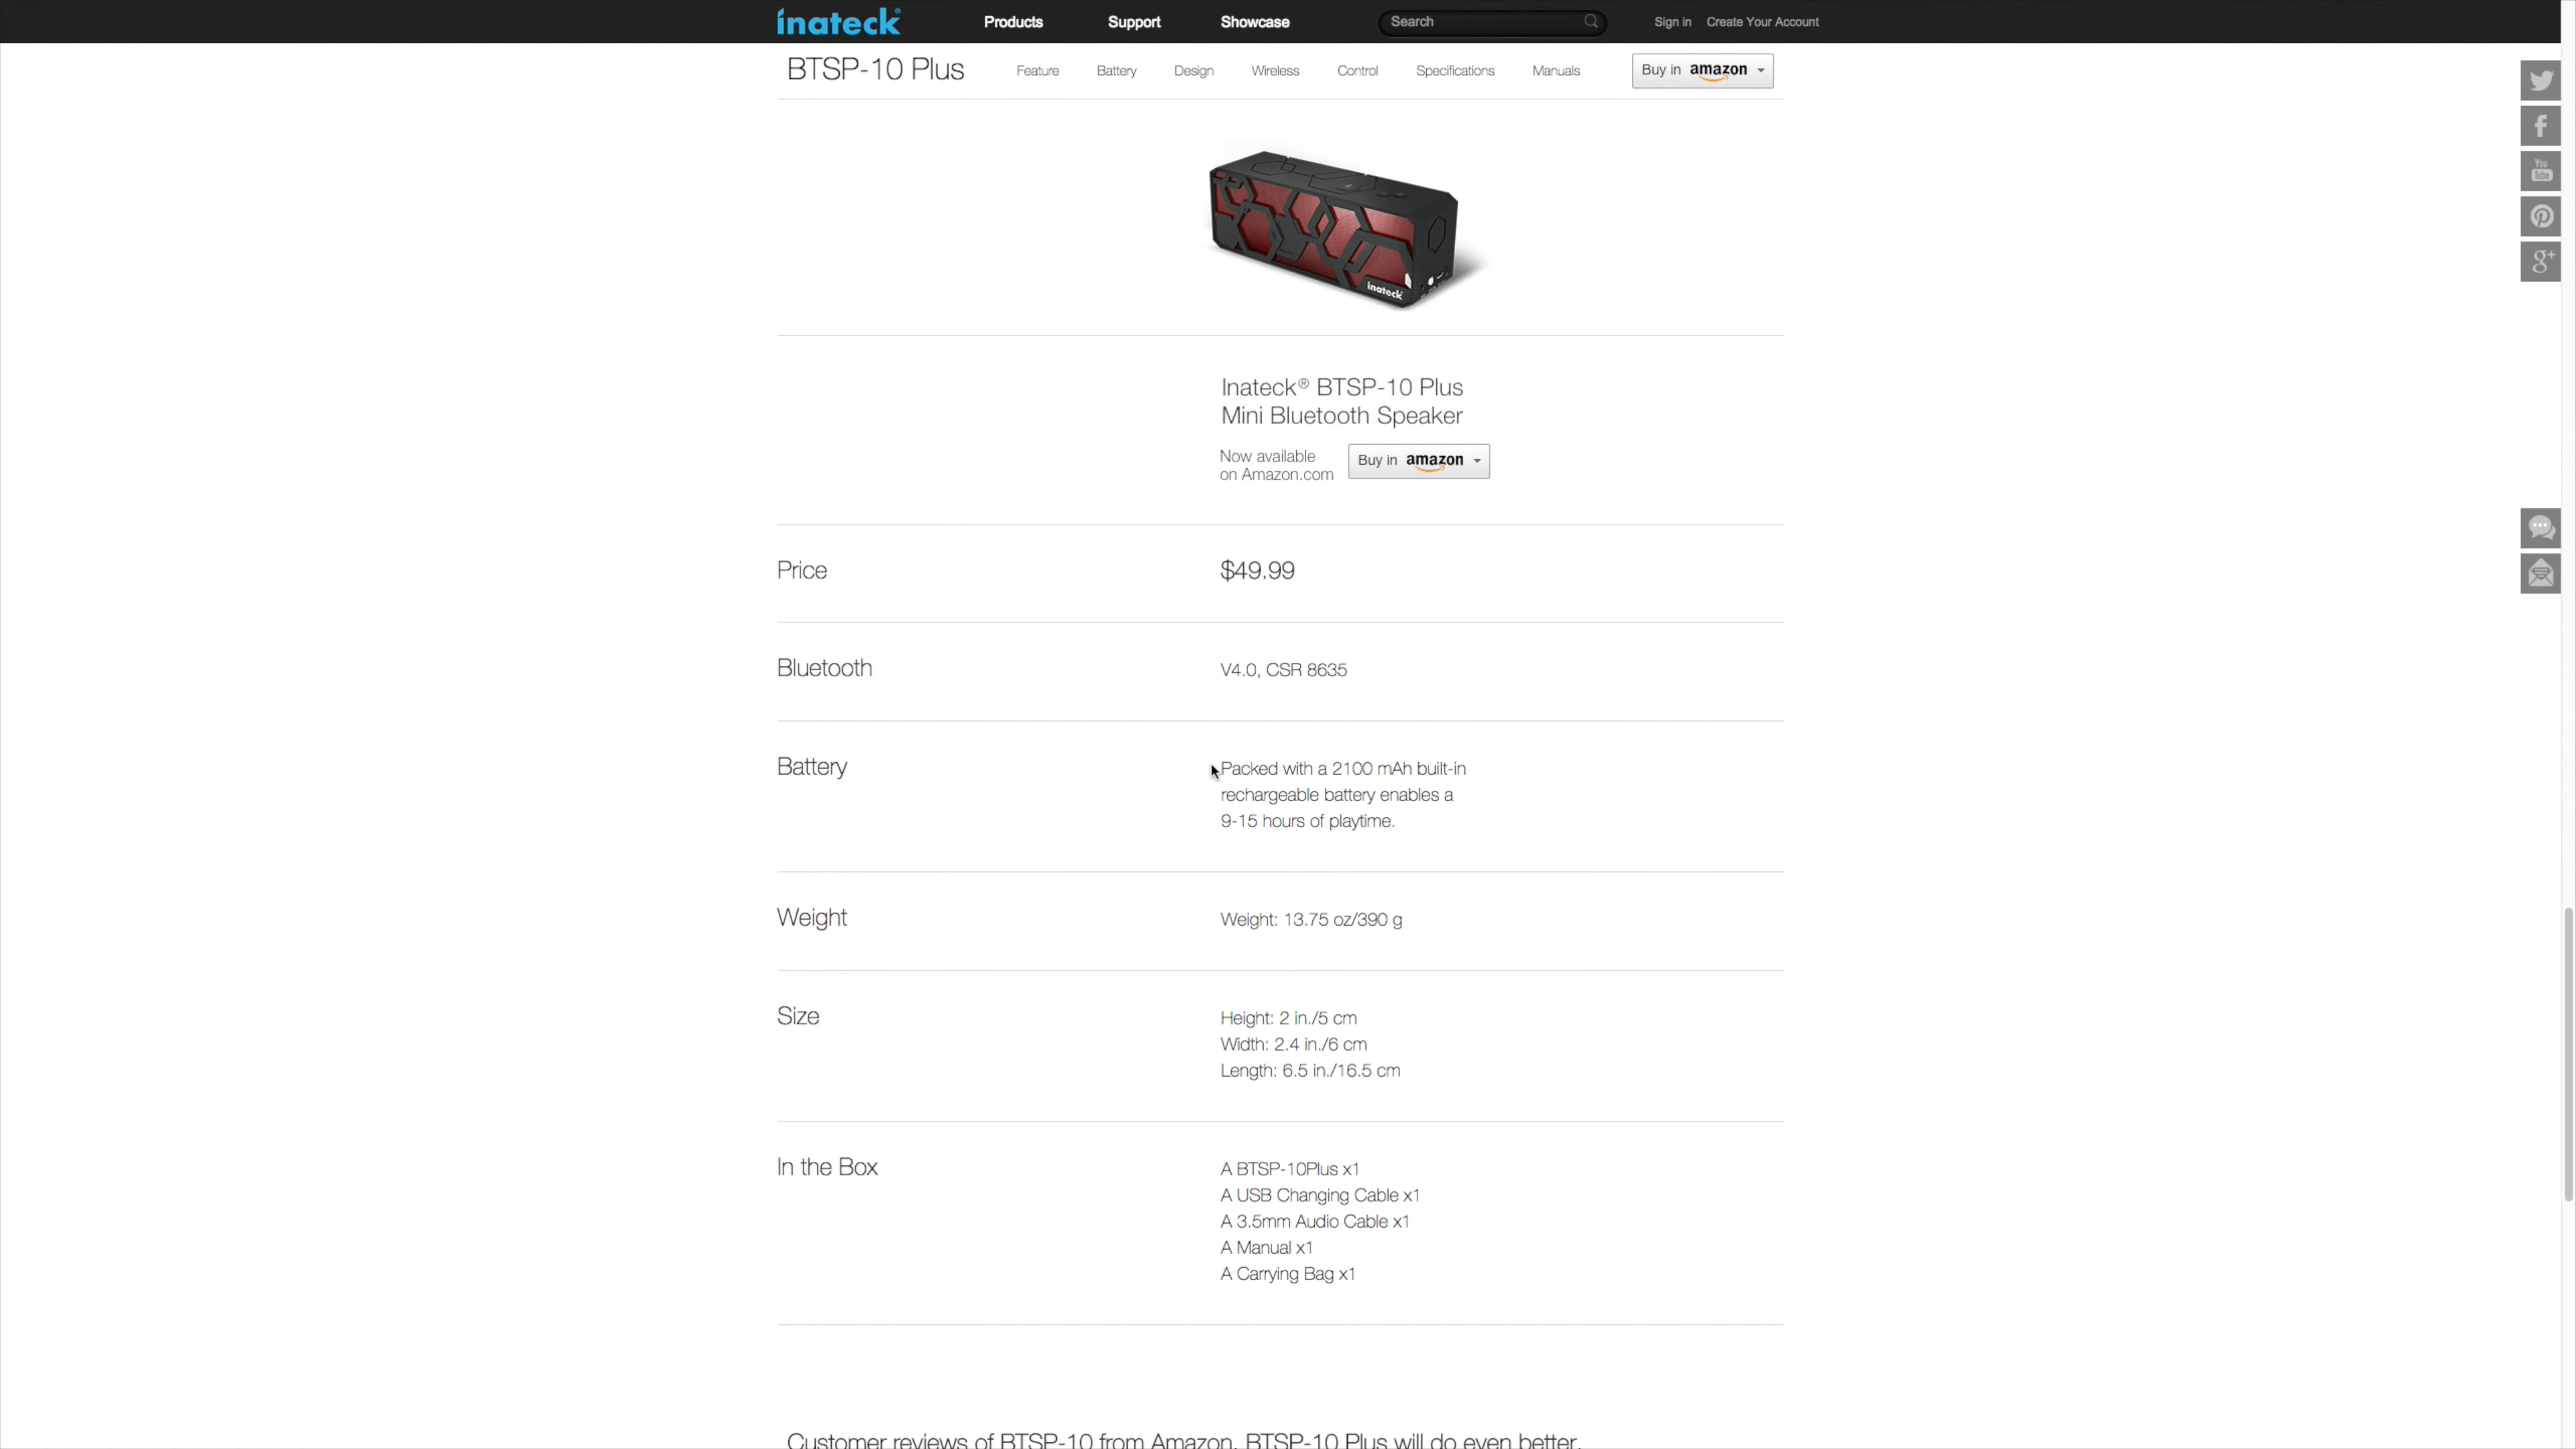 inateck®
Products
Support
Showcase
Search
Sign in
Create Your Account
BTSP-10 Plus
Feature
Battery
Design
Wireless
Control
Specifications
Manuals
Buy in amazon
You
Tube
g+
inateck
Inateck® BTSP-10 Plus
Mini Bluetooth Speaker
Now available
on Amazon.com
Buy in amazon
Price
$49.99
Bluetooth
V4.0, CSR 8635
Battery
Packed with a 2100 mAh built-in
rechargeable battery enables a
9-15 hours of playtime.
Weight
Weight: 13.75 oz/390 g
Size
Height: 2 in./5 cm
Width: 2.4 in./6 cm
Length: 6.5 in./16.5 cm
In the Box
A BTSP-10Plus x1
A USB Changing Cable x1
A 3.5mm Audio Cable x1
A Manual x1
A Carrying Bag x1
Customer reviews of BTSP-10 from Amazon, BTSP-10 Plus will do even better.